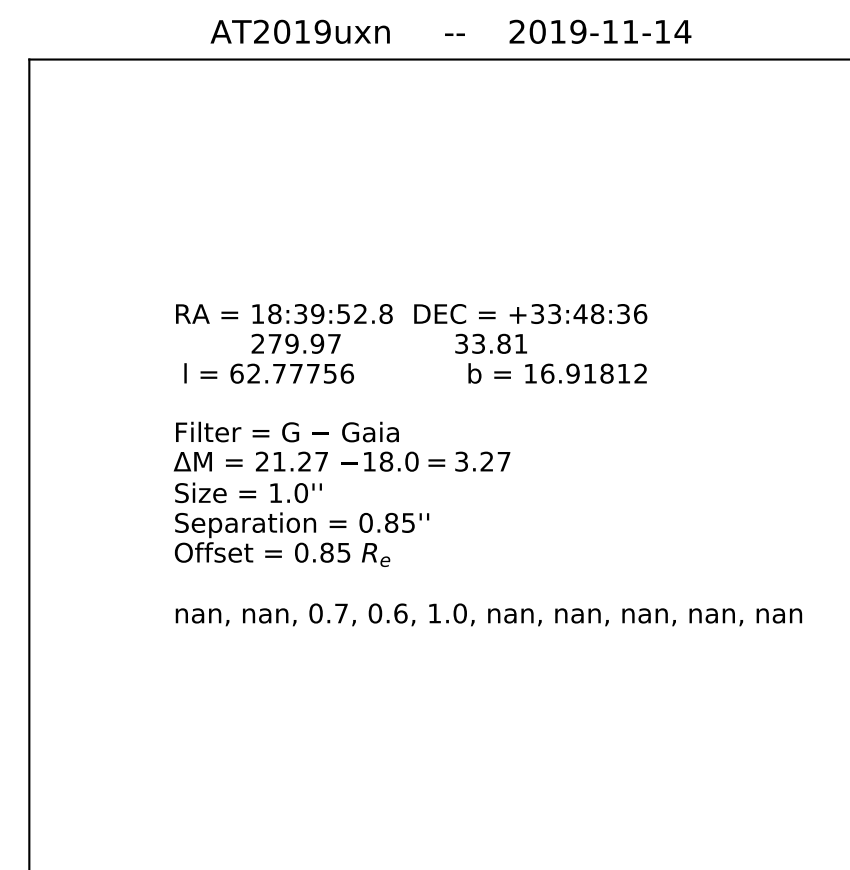 AT2019uxn -- 2019-11-14
RA = 18:39:52.8 DEC = +33:48:36
279.97 33.81
l = 62.77756 b = 16.91812
Filter = G − Gaia
ΔM = 21.27 −18.0 = 3.27
Size = 1.0''
Separation = 0.85''
Offset = 0.85 Rₑ
nan, nan, 0.7, 0.6, 1.0, nan, nan, nan, nan, nan